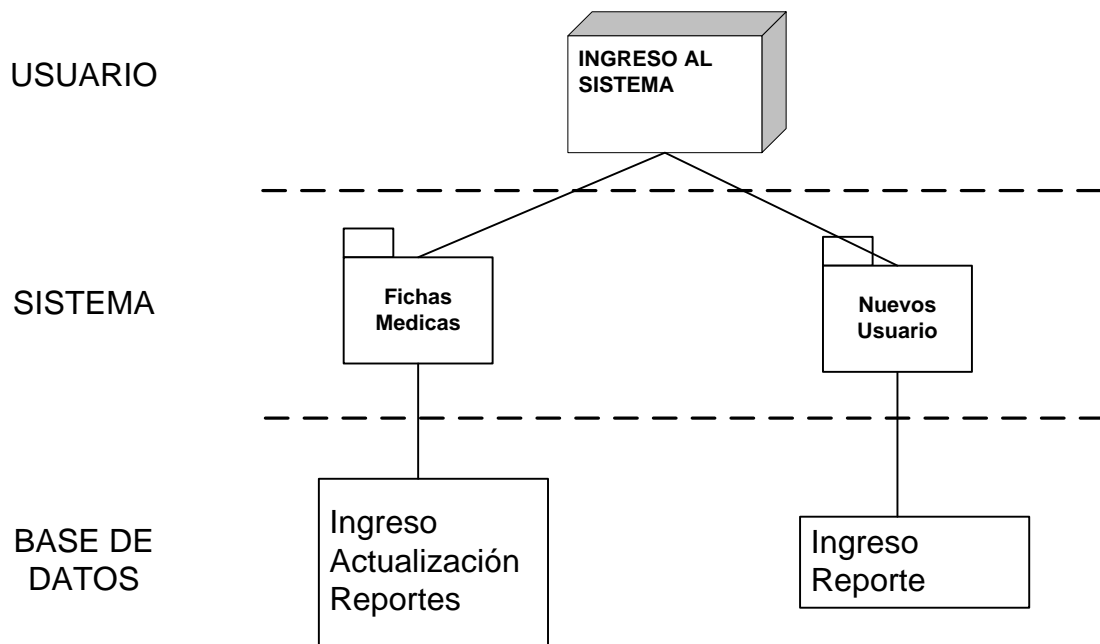 USUARIO
INGRESO AL
SISTEMA
SISTEMA
Fichas
Medicas
Nuevos
Usuario
BASE DE
DATOS
Ingreso
Actualización
Reportes
Ingreso
Reporte